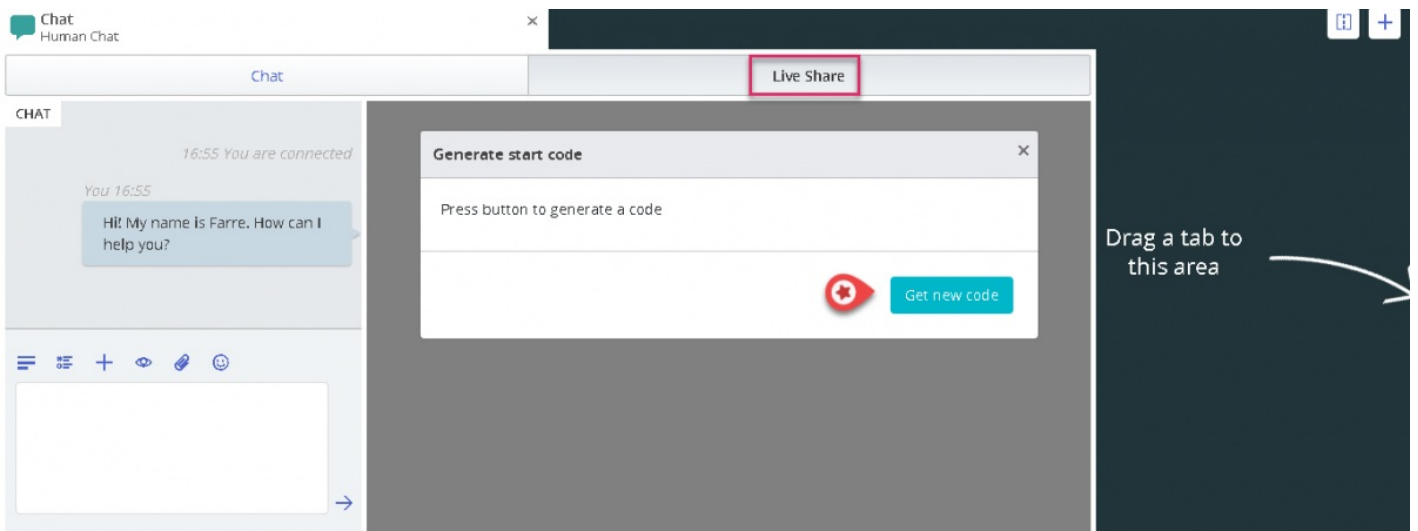 Chat
Human Chat
Chat
Live Share
CHAT
16:55 You are connected
You 16:55
Hi! My name is Farre. How can I
help you?
Generate start code
Press button to generate a code
Get new code
Drag a tab to
this area